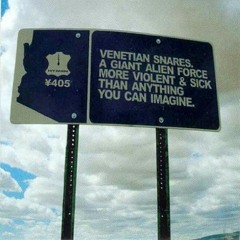 VENETIAN SNARES.
A GIANT ALIEN FORCE
MORE VIOLENT & SICK
THAN ANYTHING
YOU CAN IMAGINE.
¥405